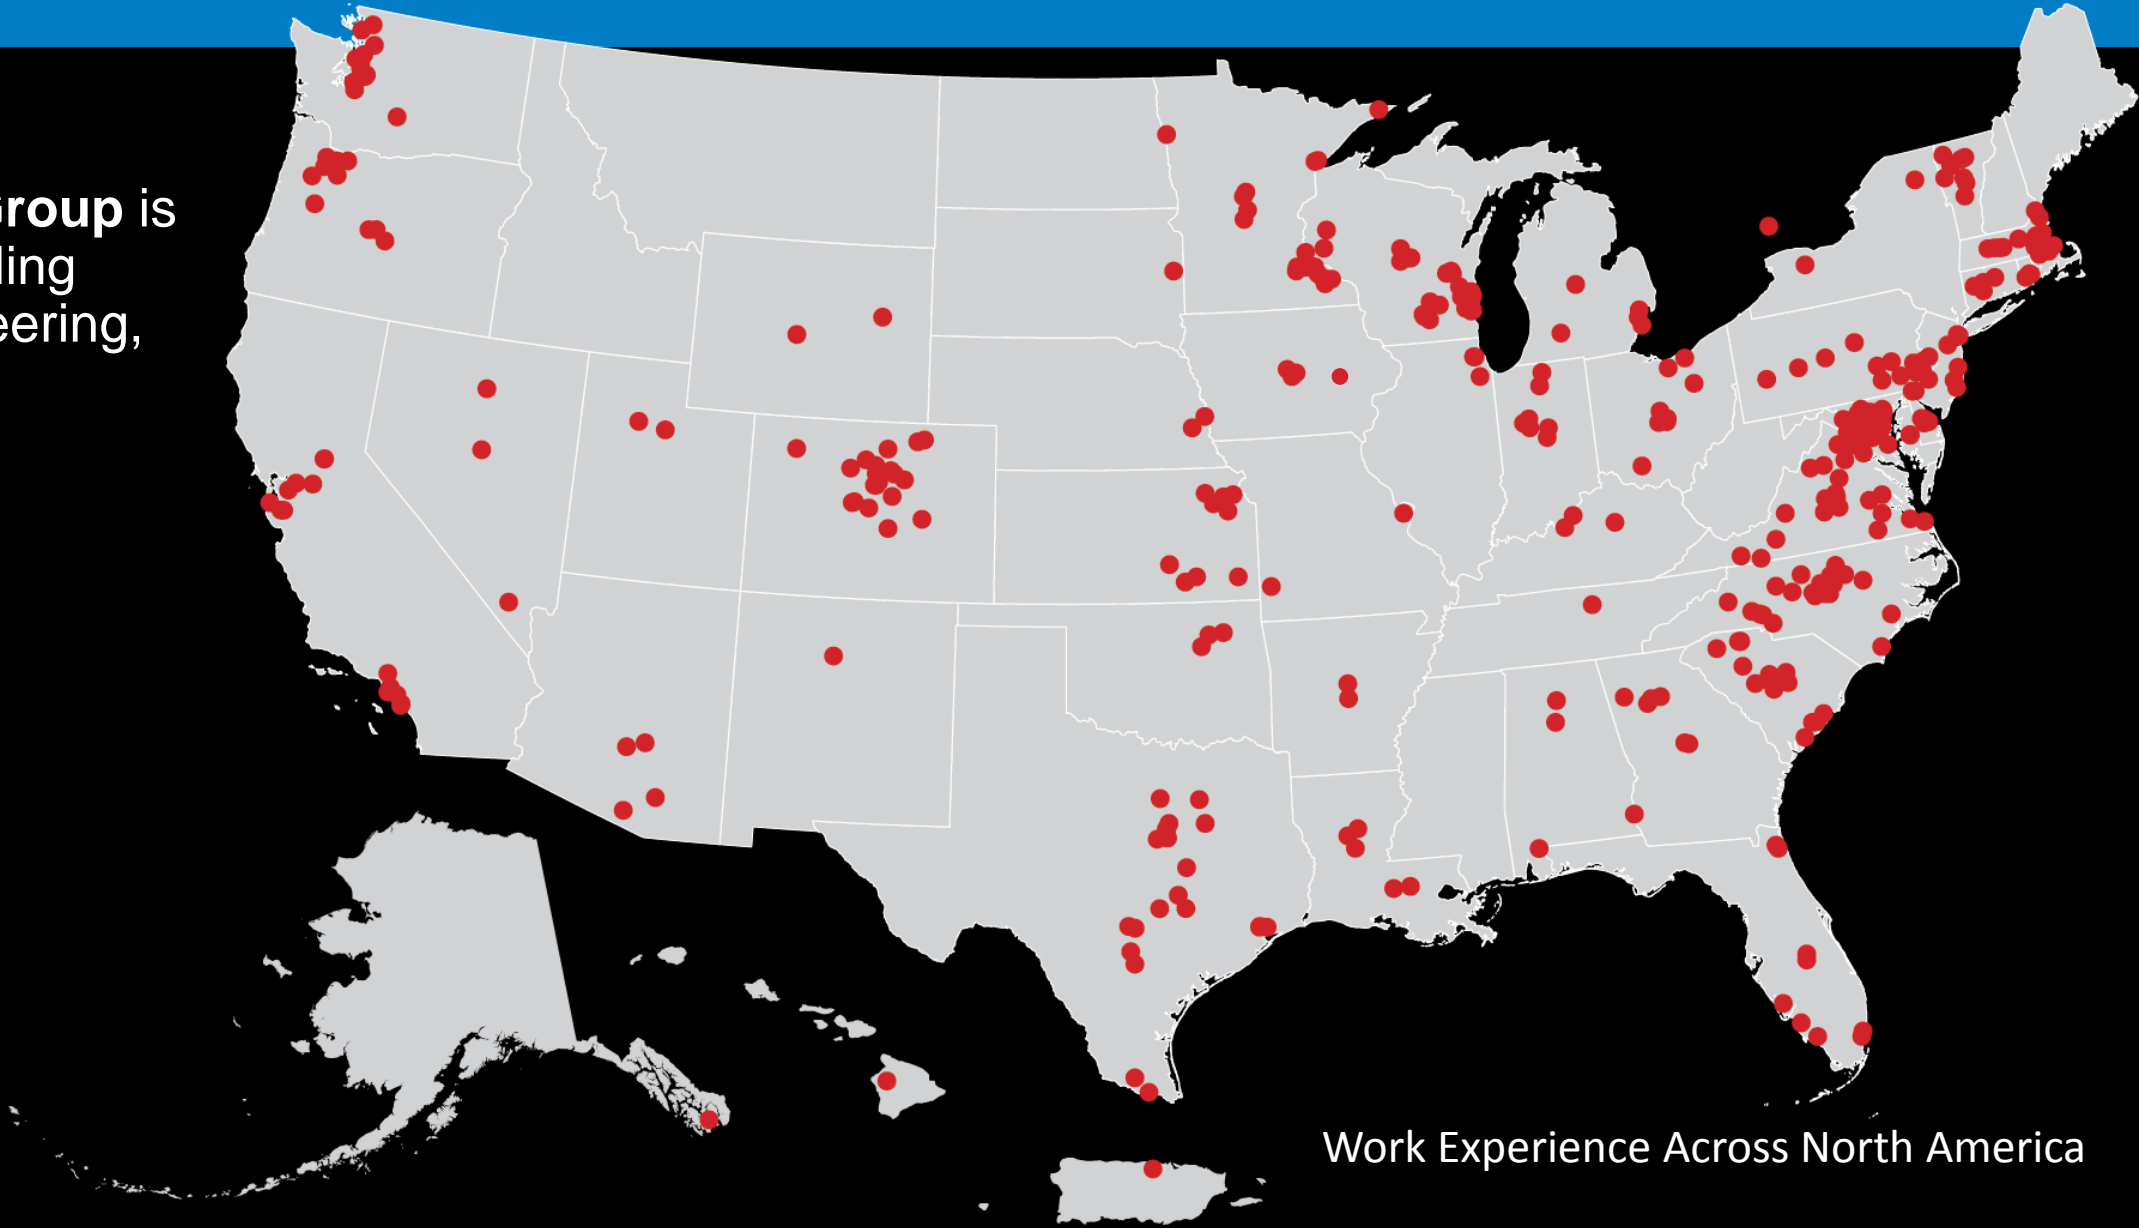 roup is
ling
eering,
Work Experience Across North America